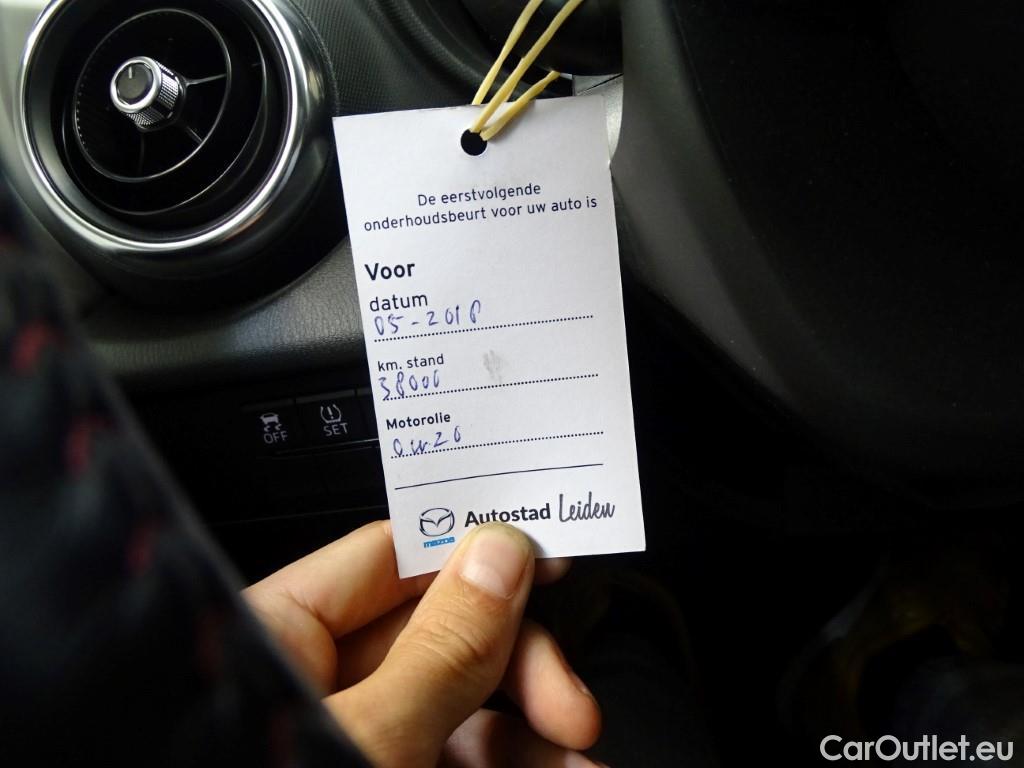 De eerstvolgende
onderhoudsbeurt voor uw auto is
Voor
datum
05-2018
km. stand
38000
Motorolie
0w20
mazda Autostad Leiden
OFF
SET
CarOutlet.eu